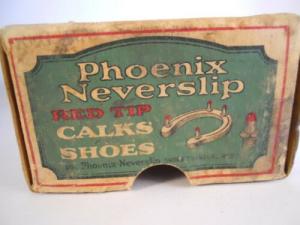 Phoenix
Neverslip
RED TIP
CALKS
SHOES
Phoenix Neverslip